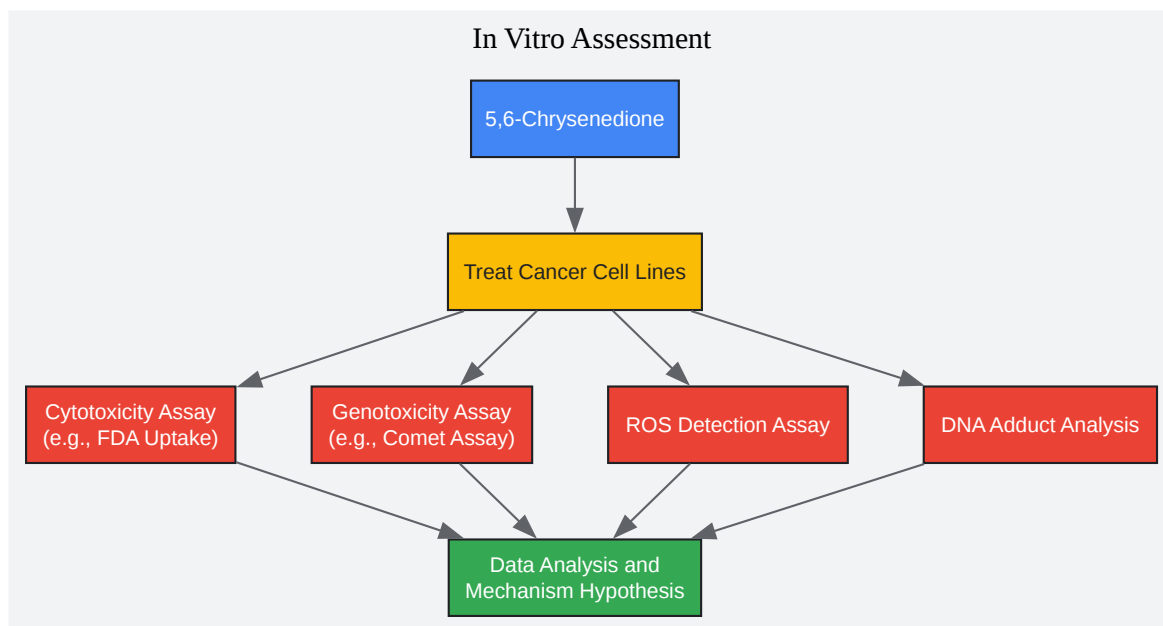 In Vitro Assessment
5,6-Chrysenedione
Treat Cancer Cell Lines
Cytotoxicity Assay
(e.g., FDA Uptake)
Genotoxicity Assay
(e.g., Comet Assay)
ROS Detection Assay
DNA Adduct Analysis
Data Analysis and
Mechanism Hypothesis